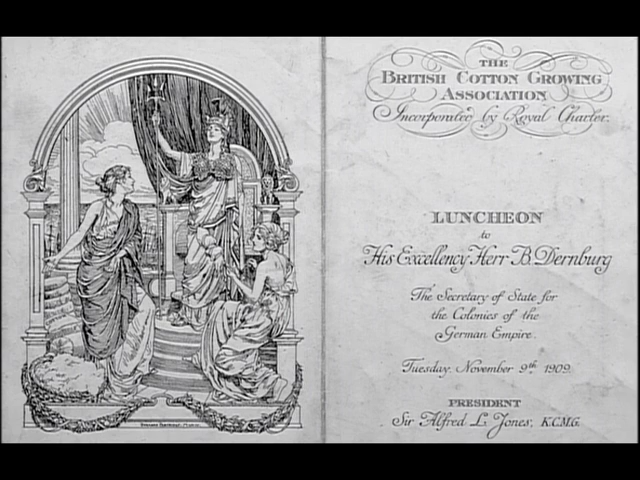 THE
BRITISH COTTON GROWING
ASSOCIATION
Incorporated by Royal Charter.
LUNCHEON
to
His Excellency Herr B. Dernburg
The Secretary of State for
the Colonies of the
German Empire.
Tuesday, November 9th 1909.
PRESIDENT
Sir Alfred L. Jones, K.C.M.G.